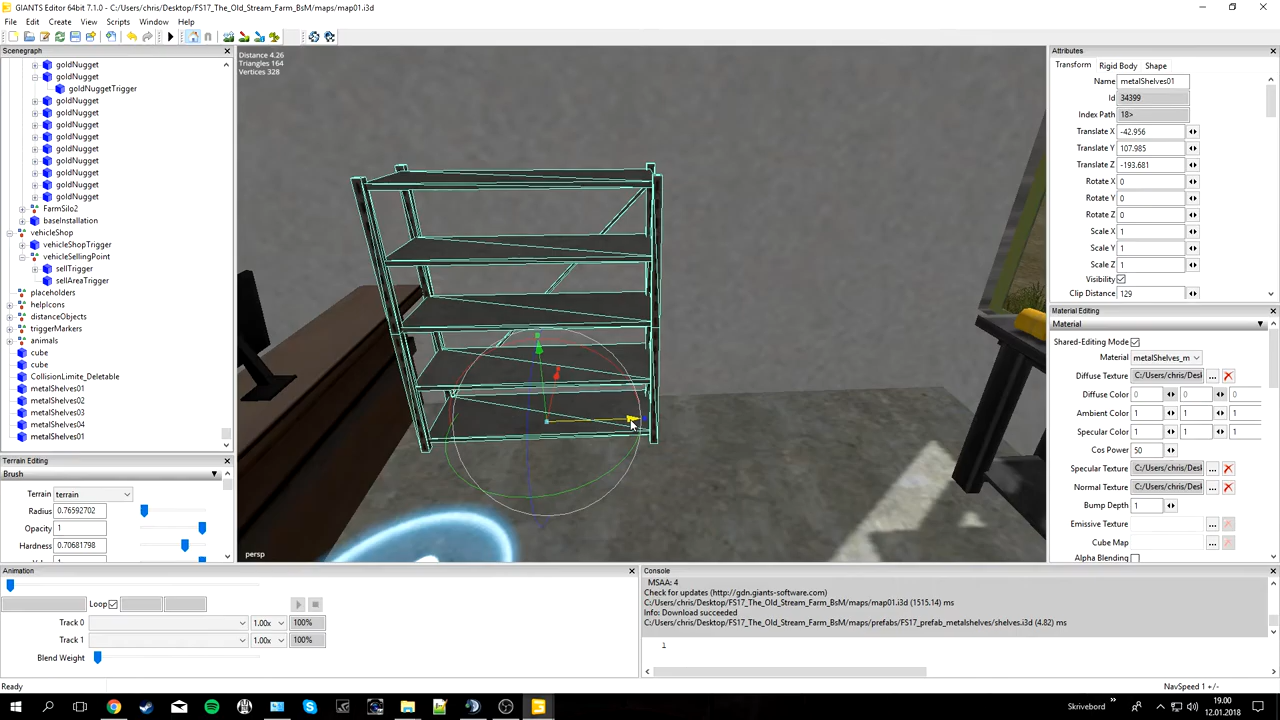 GIANTS Editor 64bit v7.1.0 - C:/Users/chris/Desktop/FS17_The_Old_Stream_Farm_BsM/maps/map01.i3d
File Edit Create View Scripts Window Help
Scenegraph
goldNugget
goldNugget
goldNuggetTrigger
goldNugget
goldNugget
goldNugget
goldNugget
goldNugget
goldNugget
goldNugget
goldNugget
goldNugget
FarmSilo2
baseInstallation
vehicleShop
vehicleShopTrigger
vehicleSellingPoint
sellTrigger
sellAreaTrigger
placeholders
helpIcons
distanceObjects
triggerMarkers
animals
cube
cube
CollisionLimite_Deletable
metalShelves01
metalShelves02
metalShelves03
metalShelves04
metalShelves01
Terrain Editing
Brush
Terrain terrain
Radius 0.76592702
Opacity 1
Hardness 0.70681798
Distance 4.26
Triangles 164
Vertices 328
persp
Attributes
Transform Rigid Body Shape
Name metalShelves01
Id 34399
Index Path 18>
Translate X -42.956
Translate Y 107.985
Translate Z -193.681
Rotate X 0
Rotate Y 0
Rotate Z 0
Scale X 1
Scale Y 1
Scale Z 1
Visibility
Clip Distance 129
Material Editing
Material
Shared-Editing Mode
Material metalShelves_m
Diffuse Texture C:/Users/chris/Desk ...
Diffuse Color 0 0 0
Ambient Color 1 1 1
Specular Color 1 1 1
Cos Power 50
Specular Texture C:/Users/chris/Desk ...
Normal Texture C:/Users/chris/Desk ...
Bump Depth 1
Emissive Texture ...
Cube Map ...
Alpha Blending
Animation
Loop
Track 0 1.00x 100%
Track 1 1.00x 100%
Blend Weight
Console
MSAA: 4
Check for updates (http://gdn.giants-software.com)
C:/Users/chris/Desktop/FS17_The_Old_Stream_Farm_BsM/maps/map01.i3d (1515.14) ms
Info: Download succeeded
C:/Users/chris/Desktop/FS17_The_Old_Stream_Farm_BsM/maps/prefabs/FS17_prefab_metalshelves/shelves.i3d (4.82) ms
1
Ready
NavSpeed 1 +/-
Skrivebord
19.00
12.01.2018